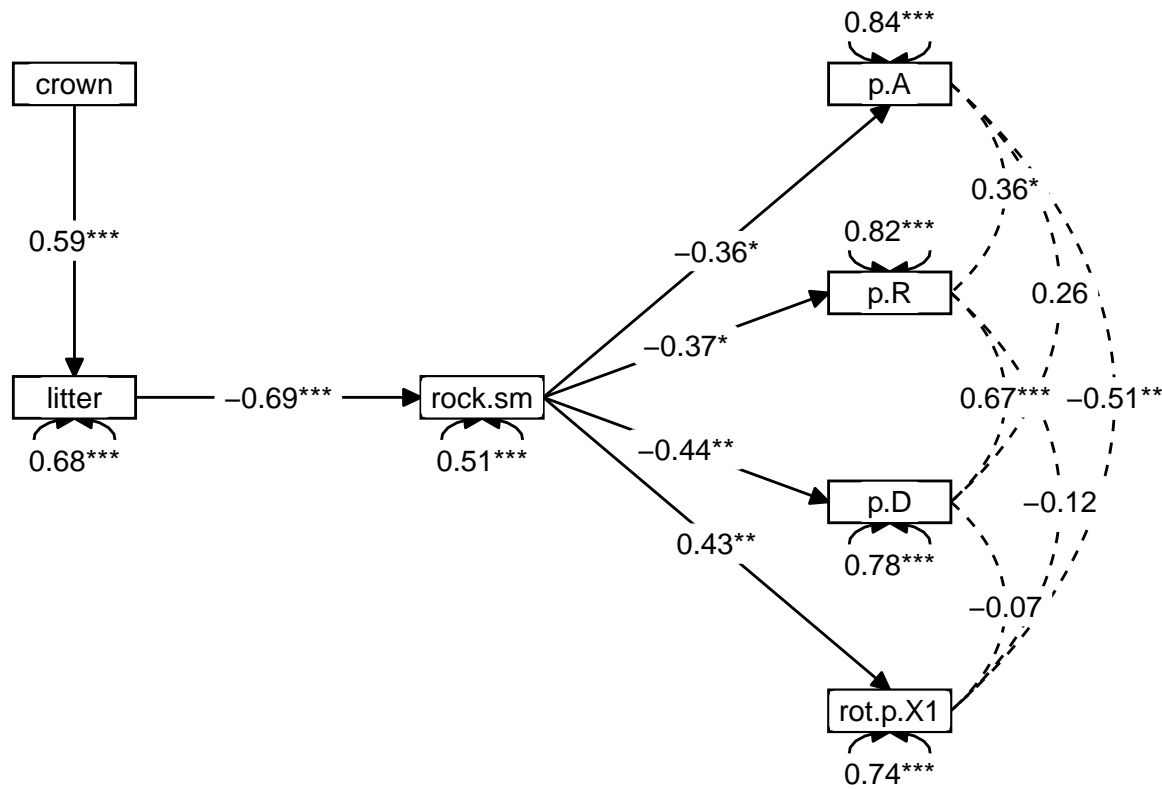 0.84***
crown
p.A
0.36*
0.59***
0.82***
−0.36*
p.R
0.26
−0.37*
litter
−0.69***
rock.sm
0.67***
−0.51**
0.68***
0.51***
−0.44**
p.D
−0.12
0.43**
0.78***
−0.07
rot.p.X1
0.74***